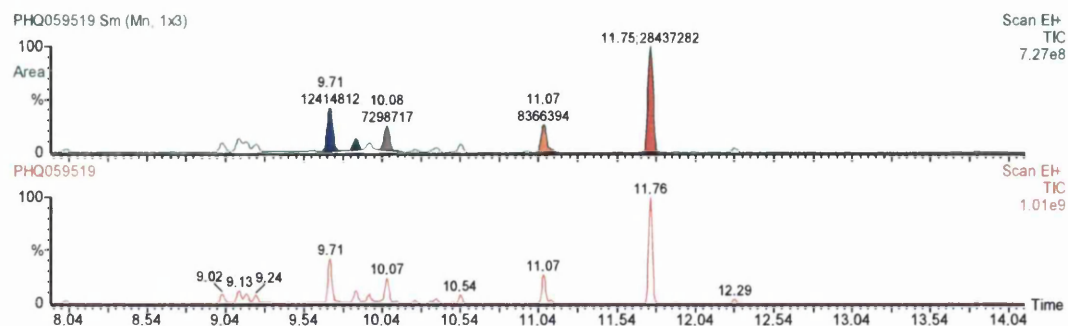 PHQ059519 Sm (Mn, 1x3)
Scan EI+
TIC
7.27e8
100
Area
%
0
9.71
12414812
10.08
7298717
11.07
8366394
11.75;28437282
PHQ059519
Scan EI+
TIC
1.01e9
100
%
0
9.02
9.13
9.24
9.71
10.07
10.54
11.07
11.76
12.29
Time
8.04 8.54 9.04 9.54 10.04 10.54 11.04 11.54 12.04 12.54 13.04 13.54 14.04